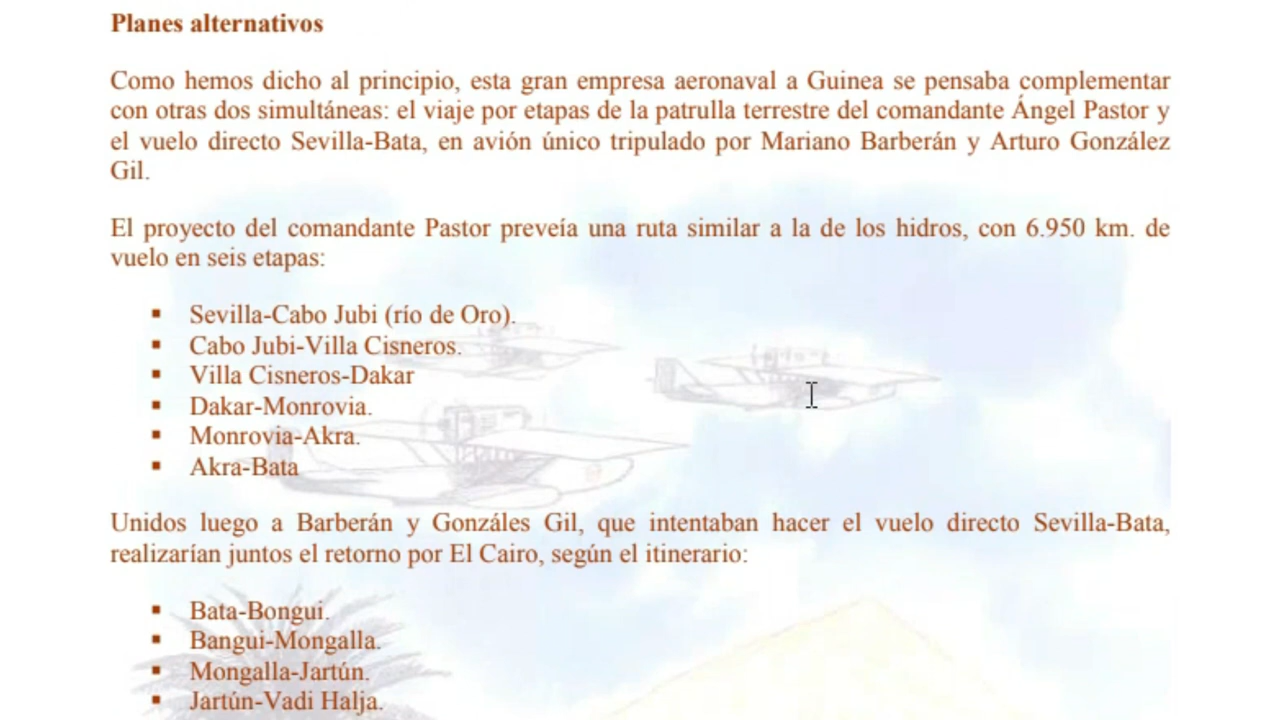 Planes alternativos
Como hemos dicho al principio, esta gran empresa aeronaval a Guinea se pensaba complementar
con otras dos simultáneas: el viaje por etapas de la patrulla terrestre del comandante Ángel Pastor y
el vuelo directo Sevilla-Bata, en avión único tripulado por Mariano Barberán y Arturo González
Gil.
El proyecto del comandante Pastor preveía una ruta similar a la de los hidros, con 6.950 km. de
vuelo en seis etapas:
▪ Sevilla-Cabo Jubi (río de Oro).
▪ Cabo Jubi-Villa Cisneros.
▪ Villa Cisneros-Dakar
▪ Dakar-Monrovia.
▪ Monrovia-Akra.
▪ Akra-Bata
Unidos luego a Barberán y Gonzáles Gil, que intentaban hacer el vuelo directo Sevilla-Bata,
realizarían juntos el retorno por El Cairo, según el itinerario:
▪ Bata-Bongui.
▪ Bangui-Mongalla.
▪ Mongalla-Jartún.
▪ Jartún-Vadi Halja.